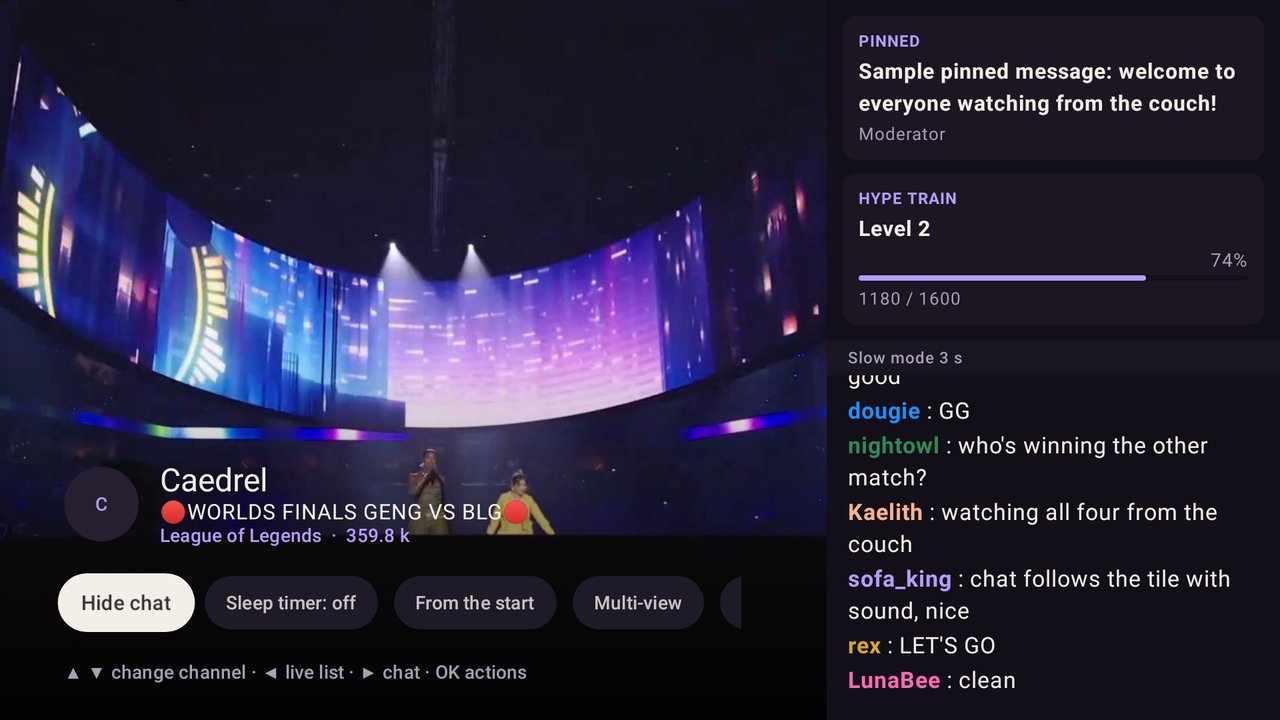 PINNED
Sample pinned message: welcome to
everyone watching from the couch!
Moderator
HYPE TRAIN
Level 2
74%
1180 / 1600
Slow mode 3 s
good
dougie : GG
nightowl : who's winning the other
match?
Kaelith : watching all four from the
couch
sofa_king : chat follows the tile with
sound, nice
rex : LET'S GO
LunaBee : clean
C
Caedrel
🔴WORLDS FINALS GENG VS BLG🔴
League of Legends · 359.8 k
Hide chat
Sleep timer: off
From the start
Multi-view
▲ ▼ change channel · ◄ live list · ► chat · OK actions